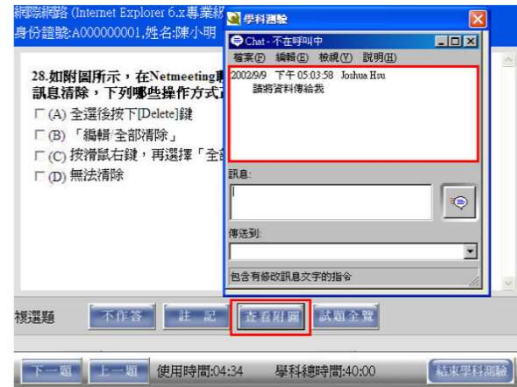 網際網路 (Internet Explorer 6.x專業級
身份證號:A000000001,姓名:陳小明
28.如附圖所示，在Netmeeting
訊息清除，下列哪些操作方式
(A) 全選後按下[Delete]鍵
(B) 「編輯 全部清除」
(C) 按滑鼠右鍵，再選擇「全
(D) 無法清除
學科測驗
Chat - 不在呼叫中
檔案(F) 編輯(E) 檢視(V) 說明(H)
2002/9/9 下午 05:03:58 Joshua Hsu
請將資料傳給我
訊息:
傳送到:
包含有修改訊息文字的指令
複選題 不作答 註 記 查看附圖 試題全覽
下一題 上一題 使用時間:04:34 學科總時間:40:00 結束學科測驗